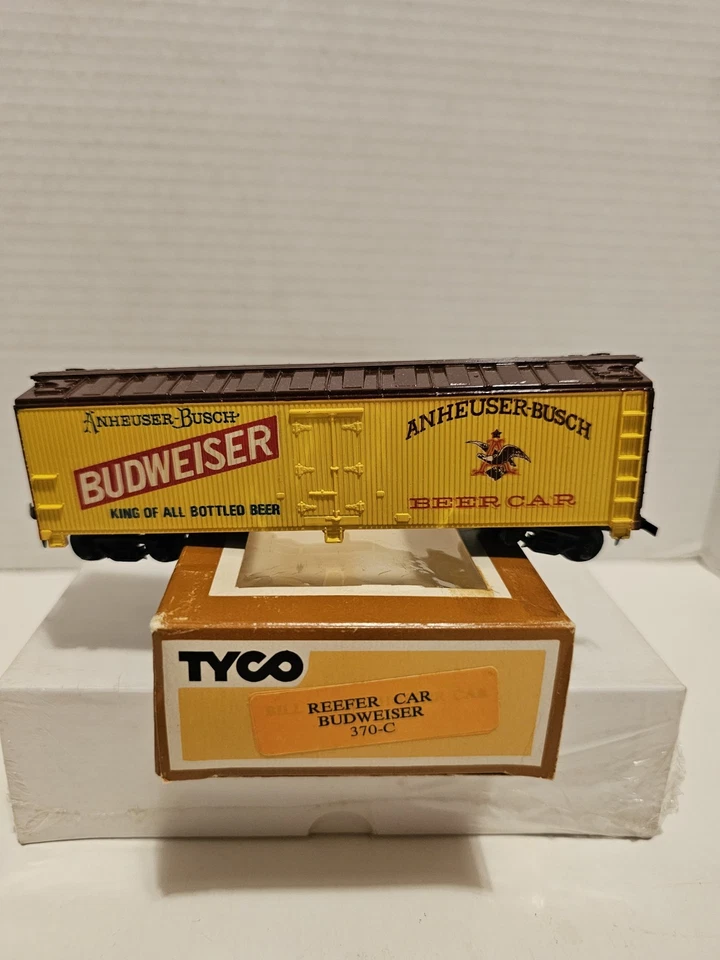 ANHEUSER-BUSCH
BUDWEISER
KING OF ALL BOTTLED BEER
ANHEUSER-BUSCH
BEER CAR
TYCO
REEFER CAR
BUDWEISER
370-C